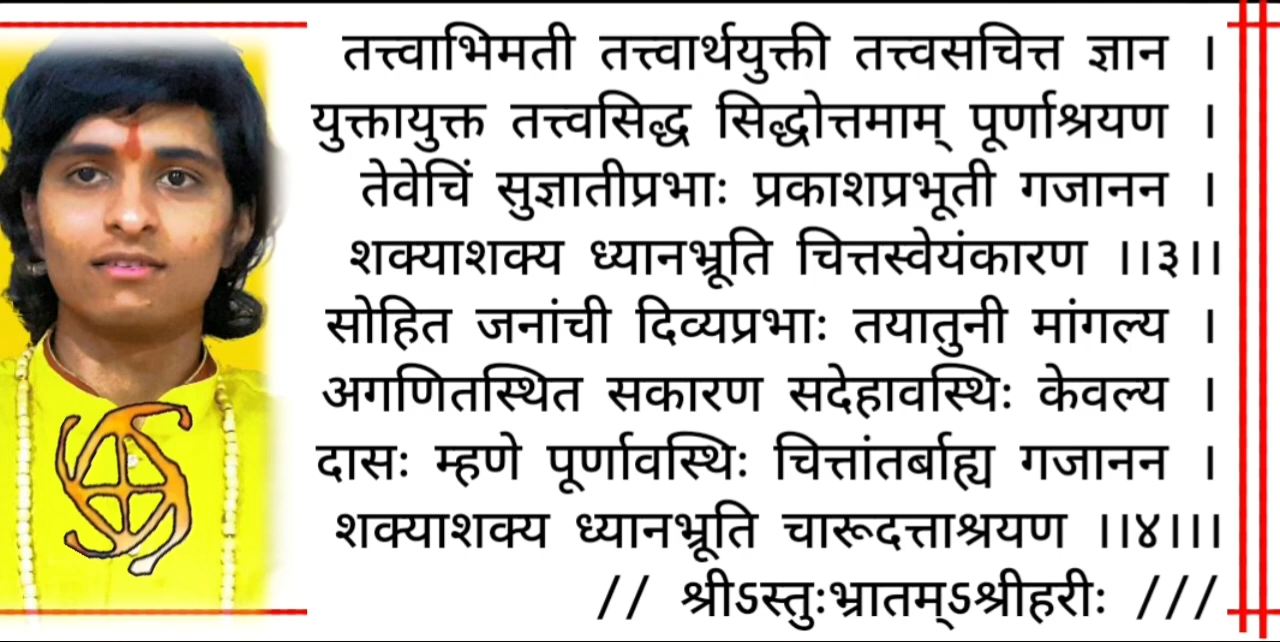 तत्त्वाभिमती तत्त्वार्थयुक्ती तत्त्वसचित्त ज्ञान ।
युक्तायुक्त तत्त्वसिद्ध सिद्धोत्तमाम् पूर्णाश्रयण ।
तेवेचिं सुज्ञातीप्रभाः प्रकाशप्रभूती गजानन ।
शक्याशक्य ध्यानभ्रूति चित्तस्वेयंकारण ।।३।।
सोहित जनांची दिव्यप्रभाः तयातुनी मांगल्य ।
अगणितस्थित सकारण सदेहावस्थिः केवल्य ।
दासः म्हणे पूर्णावस्थिः चित्तांतर्बाह्य गजानन ।
शक्याशक्य ध्यानभ्रूति चारूदत्ताश्रयण ।।४।।।
// श्रीऽस्तुःभ्रातम्ऽश्रीहरीः ///